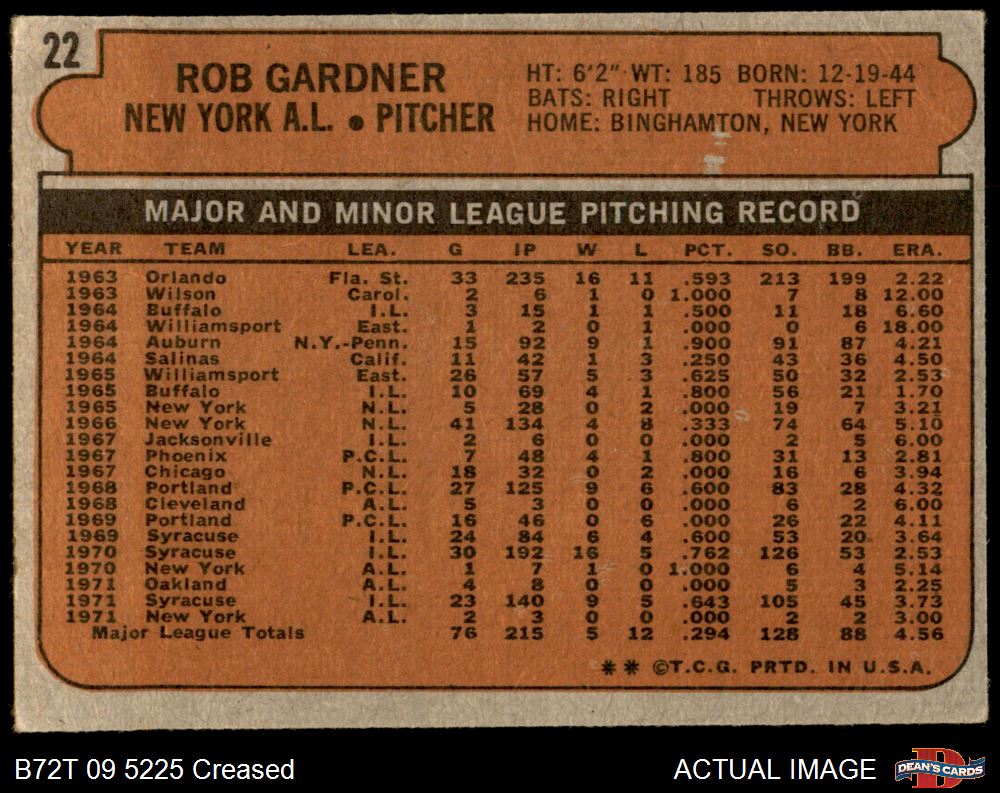 22
ROB GARDNER
NEW YORK A.L. • PITCHER
HT: 6'2" WT: 185 BORN: 12-19-44
BATS: RIGHT THROWS: LEFT
HOME: BINGHAMTON, NEW YORK
MAJOR AND MINOR LEAGUE PITCHING RECORD
YEAR TEAM LEA. G IP W L PCT. SO. BB. ERA.
1963 Orlando Fla. St. 33 235 16 11 .593 213 199 2.22
1963 Wilson Carol. 2 6 1 0 1.000 7 8 12.00
1964 Buffalo I.L. 3 15 1 1 .500 11 18 6.60
1964 Williamsport East. 1 2 0 1 .000 0 6 18.00
1964 Auburn N.Y.-Penn. 15 92 9 1 .900 91 87 4.21
1964 Salinas Calif. 11 42 1 3 .250 43 36 4.50
1965 Williamsport East. 26 57 5 3 .625 50 32 2.53
1965 Buffalo I.L. 10 69 4 1 .800 56 21 1.70
1965 New York N.L. 5 28 0 2 .000 19 7 3.21
1966 New York N.L. 41 134 4 8 .333 74 64 5.10
1967 Jacksonville I.L. 2 6 0 0 .000 2 5 6.00
1967 Phoenix P.C.L. 7 48 4 1 .800 31 13 2.81
1967 Chicago N.L. 18 32 0 2 .000 16 6 3.94
1968 Portland P.C.L. 27 125 9 6 .600 83 28 4.32
1968 Cleveland A.L. 5 3 0 0 .000 6 2 6.00
1969 Portland P.C.L. 16 46 0 6 .000 26 22 4.11
1969 Syracuse I.L. 24 84 6 4 .600 53 20 3.64
1970 Syracuse I.L. 30 192 16 5 .762 126 53 2.53
1970 New York A.L. 1 7 1 0 1.000 6 4 5.14
1971 Oakland A.L. 4 8 0 0 .000 5 3 2.25
1971 Syracuse I.L. 23 140 9 5 .643 105 45 3.73
1971 New York A.L. 2 3 0 0 .000 2 2 3.00
Major League Totals 76 215 5 12 .294 128 88 4.56
** ©T.C.G. PRTD. IN U.S.A.
B72T 09 5225 Creased
ACTUAL IMAGE
DEAN'S CARDS